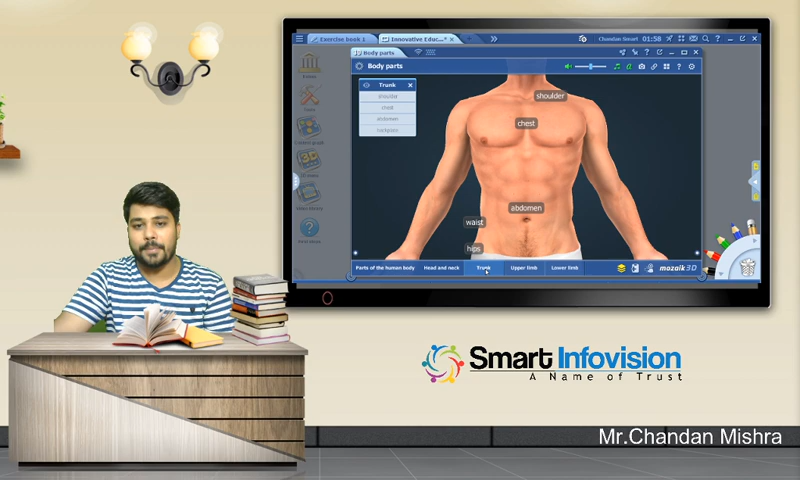 Exercise book 1
Innovative Educ...*
Chandan Smart
01:58
Body parts
Body parts
Trunk
shoulder
chest
abdomen
shoulder
chest
abdomen
waist
hips
3D
Parts of the human body
Head and neck
Trunk
Upper limb
Lower limb
mozaik3D
Smart Infovision
A Name of Trust
Mr.Chandan Mishra